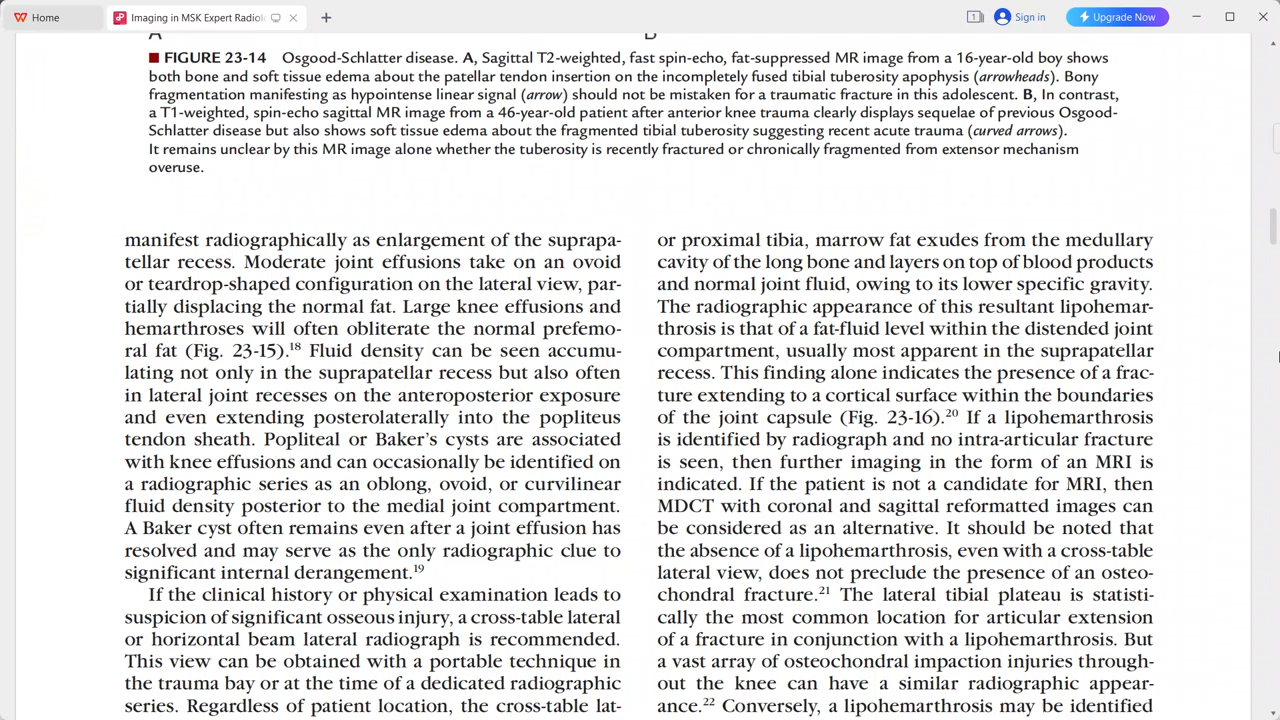 Home
Imaging in MSK Expert Radiol
Sign in
Upgrade Now
FIGURE 23-14 Osgood-Schlatter disease. A, Sagittal T2-weighted, fast spin-echo, fat-suppressed MR image from a 16-year-old boy shows
both bone and soft tissue edema about the patellar tendon insertion on the incompletely fused tibial tuberosity apophysis (arrowheads). Bony
fragmentation manifesting as hypointense linear signal (arrow) should not be mistaken for a traumatic fracture in this adolescent. B, In contrast,
a T1-weighted, spin-echo sagittal MR image from a 46-year-old patient after anterior knee trauma clearly displays sequelae of previous Osgood-
Schlatter disease but also shows soft tissue edema about the fragmented tibial tuberosity suggesting recent acute trauma (curved arrows).
It remains unclear by this MR image alone whether the tuberosity is recently fractured or chronically fragmented from extensor mechanism
overuse.
manifest radiographically as enlargement of the suprapa-
tellar recess. Moderate joint effusions take on an ovoid
or teardrop-shaped configuration on the lateral view, par-
tially displacing the normal fat. Large knee effusions and
hemarthroses will often obliterate the normal prefemo-
ral fat (Fig. 23-15).18 Fluid density can be seen accumu-
lating not only in the suprapatellar recess but also often
in lateral joint recesses on the anteroposterior exposure
and even extending posterolaterally into the popliteus
tendon sheath. Popliteal or Baker's cysts are associated
with knee effusions and can occasionally be identified on
a radiographic series as an oblong, ovoid, or curvilinear
fluid density posterior to the medial joint compartment.
A Baker cyst often remains even after a joint effusion has
resolved and may serve as the only radiographic clue to
significant internal derangement.19
If the clinical history or physical examination leads to
suspicion of significant osseous injury, a cross-table lateral
or horizontal beam lateral radiograph is recommended.
This view can be obtained with a portable technique in
the trauma bay or at the time of a dedicated radiographic
series. Regardless of patient location, the cross-table lat-
or proximal tibia, marrow fat exudes from the medullary
cavity of the long bone and layers on top of blood products
and normal joint fluid, owing to its lower specific gravity.
The radiographic appearance of this resultant lipohemar-
throsis is that of a fat-fluid level within the distended joint
compartment, usually most apparent in the suprapatellar
recess. This finding alone indicates the presence of a frac-
ture extending to a cortical surface within the boundaries
of the joint capsule (Fig. 23-16).20 If a lipohemarthrosis
is identified by radiograph and no intra-articular fracture
is seen, then further imaging in the form of an MRI is
indicated. If the patient is not a candidate for MRI, then
MDCT with coronal and sagittal reformatted images can
be considered as an alternative. It should be noted that
the absence of a lipohemarthrosis, even with a cross-table
lateral view, does not preclude the presence of an osteo-
chondral fracture.21 The lateral tibial plateau is statisti-
cally the most common location for articular extension
of a fracture in conjunction with a lipohemarthrosis. But
a vast array of osteochondral impaction injuries through-
out the knee can have a similar radiographic appear-
ance.22 Conversely, a lipohemarthrosis may be identified